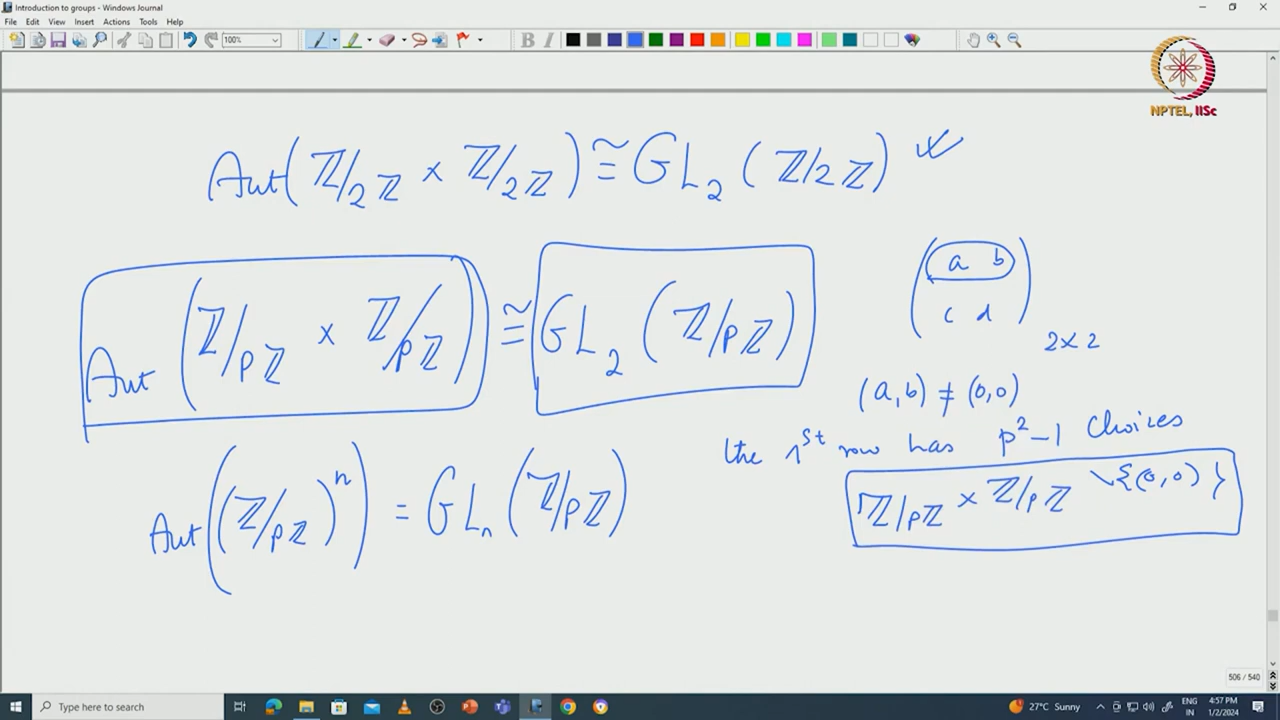 Introduction to groups - Windows Journal
File Edit View Insert Actions Tools Help
100%
B I
NPTEL, IISc
Aut(ℤ/2ℤ × ℤ/2ℤ) ≅ GL₂(ℤ/2ℤ)
Aut(ℤ/pℤ × ℤ/pℤ) ≅ GL₂(ℤ/pℤ)
(a b
c d)
2×2
(a,b) ≠ (0,0)
the 1st row has p²-1 Choices
ℤ/pℤ × ℤ/pℤ \ {(0,0)}
Aut((ℤ/pℤ)ⁿ) = GLₙ(ℤ/pℤ)
506 / 540
Type here to search
27°C Sunny
ENG
IN
4:57 PM
1/2/2024